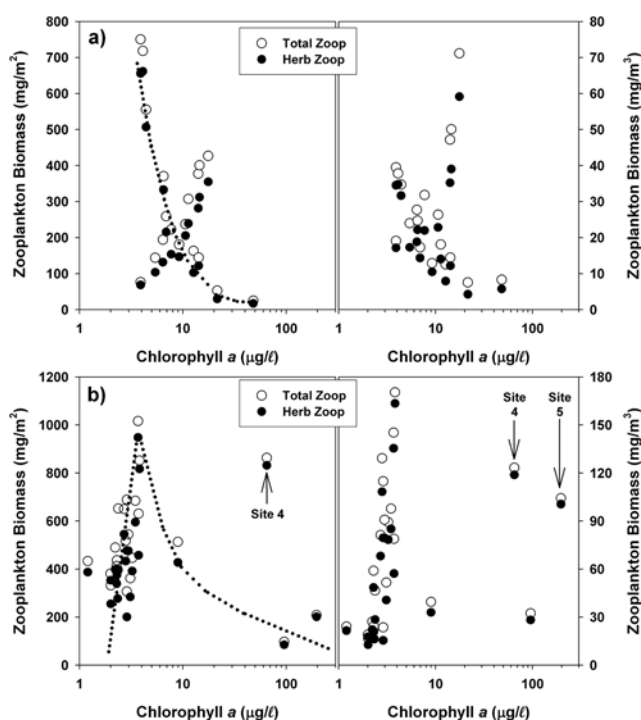 a)
Total Zoop
Herb Zoop
Zooplankton Biomass (mg/m²)
800
700
600
500
400
300
200
100
0
80
70
60
50
40
30
20
10
0
Zooplankton Biomass (mg/m³)
1 10 100
1 10 100
Chlorophyll a (µg/ℓ)
Chlorophyll a (µg/ℓ)
b)
Total Zoop
Herb Zoop
Zooplankton Biomass (mg/m²)
1200
1000
800
600
400
200
0
Site 4
Site 4
Site 5
180
150
120
90
60
30
0
Zooplankton Biomass (mg/m³)
1 10 100
1 10 100
Chlorophyll a (µg/ℓ)
Chlorophyll a (µg/ℓ)